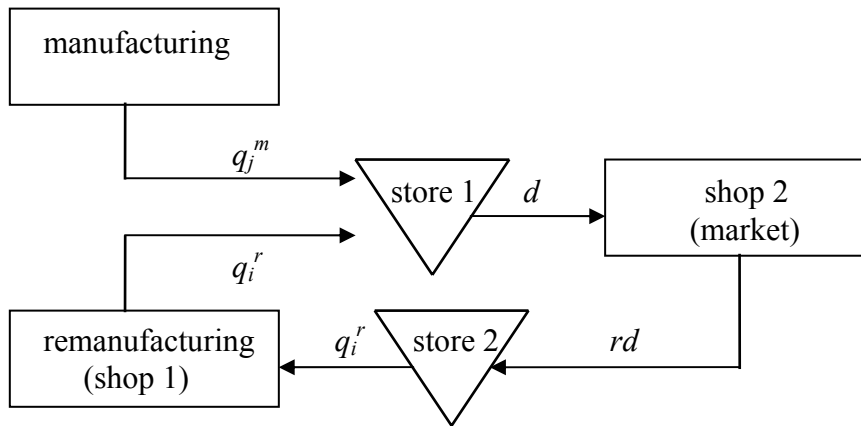 manufacturing
q_j^m
store 1
d
shop 2
(market)
q_i^r
remanufacturing
(shop 1)
q_i^r
store 2
rd